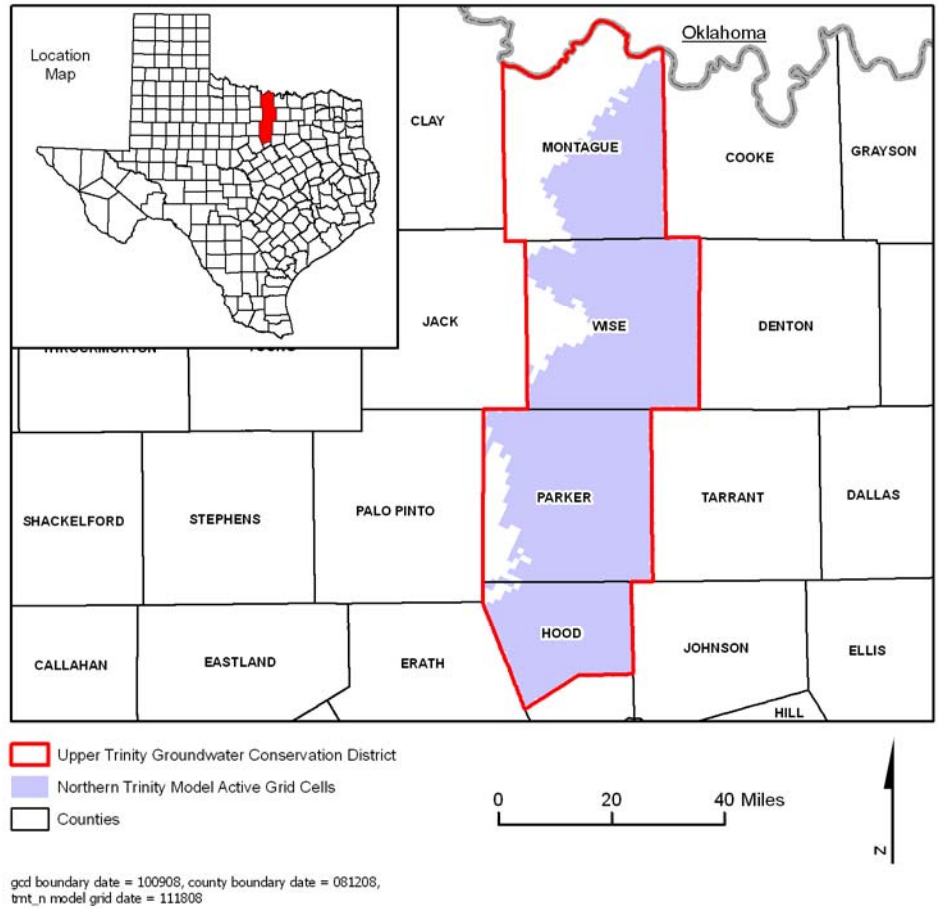 Location
Map
Oklahoma
CLAY
MONTAGUE
COOKE
GRAYSON
JACK
WISE
DENTON
THROCKMORTON
YOUNG
SHACKELFORD
STEPHENS
PALO PINTO
PARKER
TARRANT
DALLAS
CALLAHAN
EASTLAND
ERATH
HOOD
JOHNSON
ELLIS
HILL
Upper Trinity Groundwater Conservation District
Northern Trinity Model Active Grid Cells
Counties
0 20 40 Miles
N
gcd boundary date = 100908, county boundary date = 081208,
trnt_n model grid date = 111808